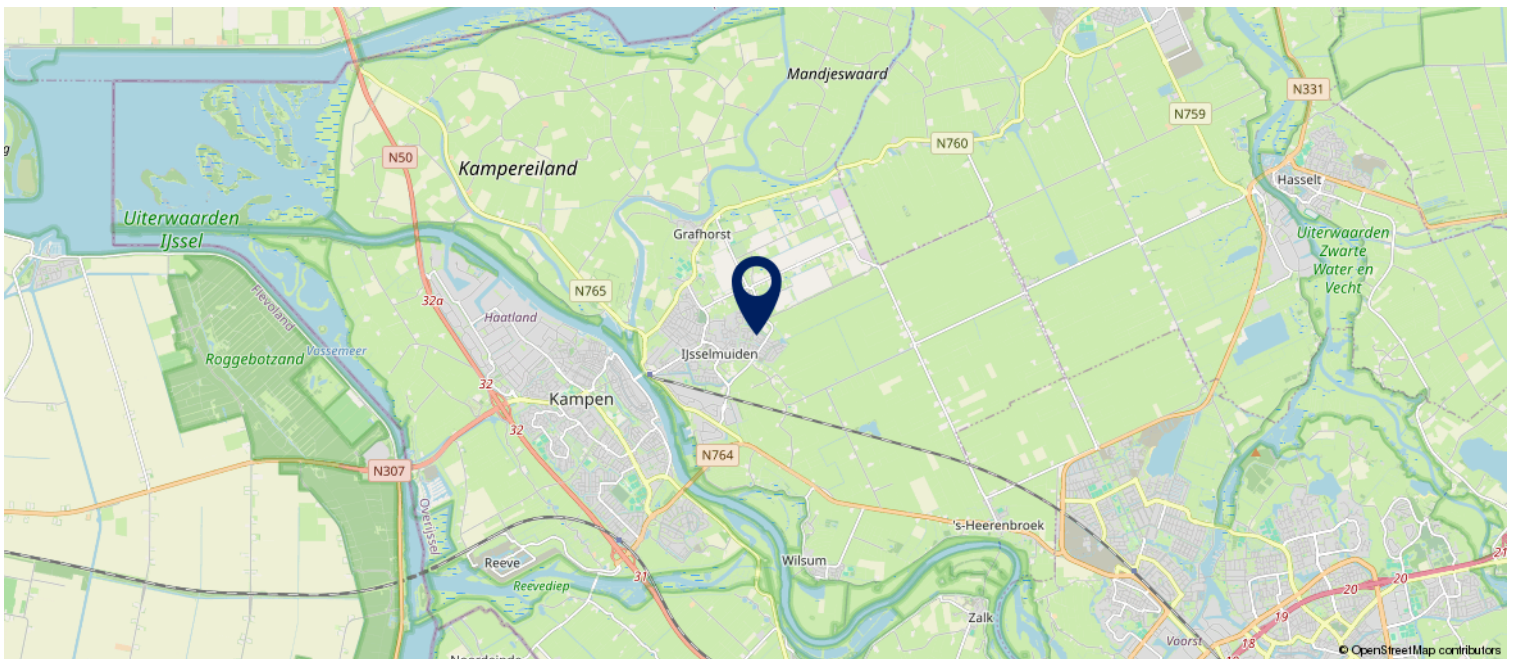 Mandjeswaard
N331
N759
N760
N50
Kampereiland
Hasselt
Uiterwaarden
IJssel
Grafhorst
Uiterwaarden
Zwarte
Water en
Vecht
N765
32a
Flevoland
Haatland
Vossemeer
Roggebotzand
IJsselmuiden
32
Kampen
32
N764
N307
Overijssel
's-Heerenbroek
Reeve
Wilsum
31
Reevediep
21
20
20
19
Zalk
18
Voorst
© OpenStreetMap contributors